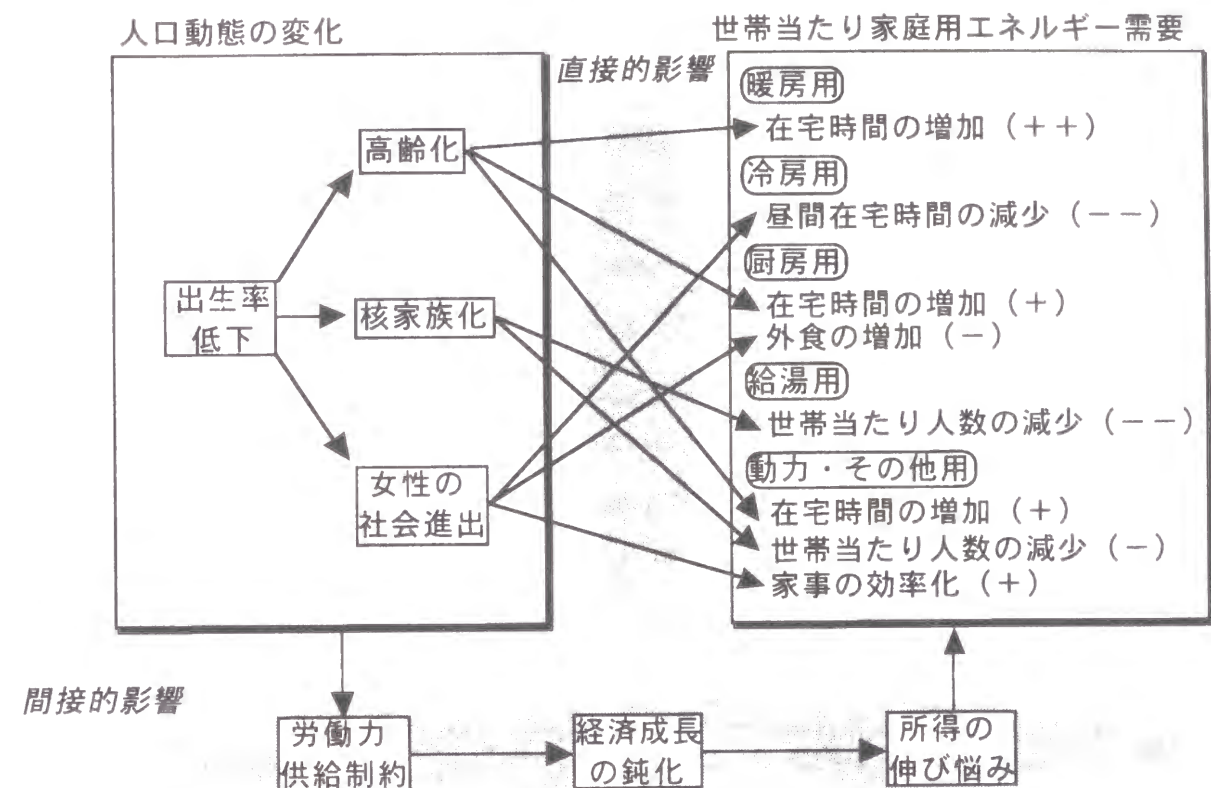 人口動態の変化
世帯当たり家庭用エネルギー需要
直接的影響
高齢化
出生率
低下
核家族化
女性の
社会進出
暖房用
在宅時間の増加（＋＋）
冷房用
昼間在宅時間の減少（－－）
厨房用
在宅時間の増加（＋）
外食の増加（－）
給湯用
世帯当たり人数の減少（－－）
動力・その他用
在宅時間の増加（＋）
世帯当たり人数の減少（－）
家事の効率化（＋）
間接的影響
労働力
供給制約
経済成長
の鈍化
所得の
伸び悩み